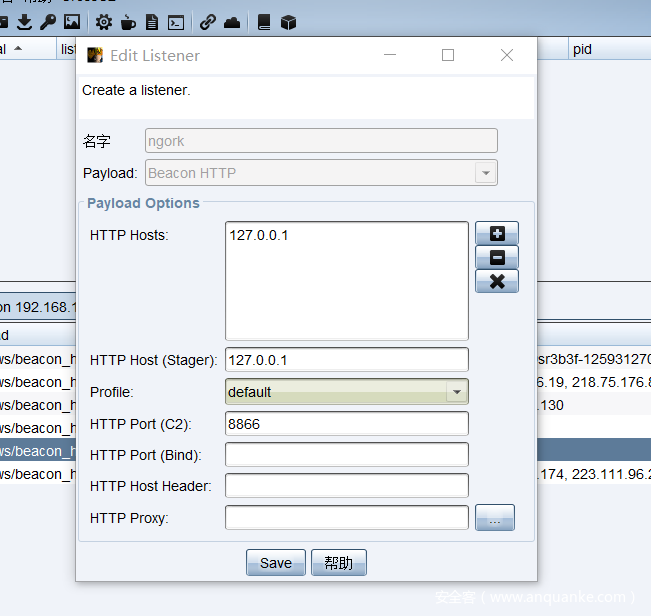 list
pid
Edit Listener
Create a listener.
名字 ngork
Payload: Beacon HTTP
Payload Options
HTTP Hosts: 127.0.0.1
HTTP Host (Stager): 127.0.0.1
Profile: default
HTTP Port (C2): 8866
HTTP Port (Bind):
HTTP Host Header:
HTTP Proxy: ...
Save 帮助
on 192.168.1
ad
ws/beacon_h sr3b3f-125931270
ws/beacon_h 6.19, 218.75.176.8
ws/beacon_h .130
ws/beacon_h
ws/beacon_h
ws/beacon_h .174, 223.111.96.2
安全客（www.anquanke.com）